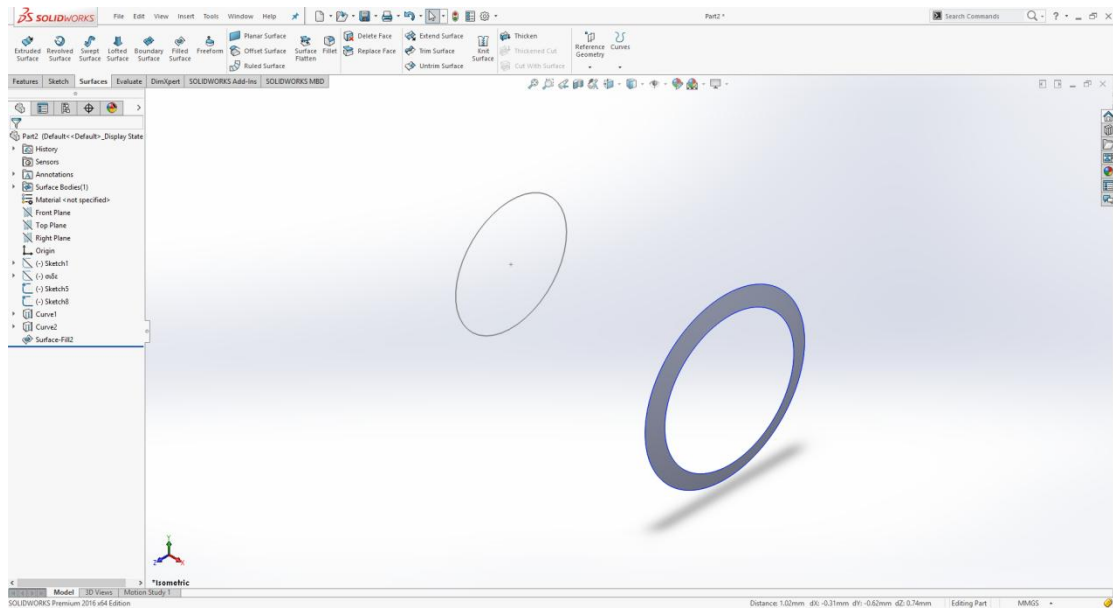 SOLIDWORKS File Edit View Insert Tools Window Help Part2 * Search Commands
Extruded Surface Revolved Surface Swept Surface Lofted Surface Boundary Surface Filled Surface Freeform Planar Surface Offset Surface Ruled Surface Surface Flatten Fillet Delete Face Replace Face Extend Surface Trim Surface Untrim Surface Knit Surface Thicken Thickened Cut Cut With Surface Reference Geometry Curves
Features Sketch Surfaces Evaluate DimXpert SOLIDWORKS Add-Ins SOLIDWORKS MBD
Part2 (Default<<Default>_Display State
History
Sensors
Annotations
Surface Bodies(1)
Material <not specified>
Front Plane
Top Plane
Right Plane
Origin
(-) Sketch1
(-) σιδε
(-) Sketch5
(-) Sketch8
Curve1
Curve2
Surface-Fill2
Y
Z
X
*Isometric
Model 3D Views Motion Study 1
SOLIDWORKS Premium 2016 x64 Edition Distance: 1.02mm dX: -0.31mm dY: -0.62mm dZ: 0.74mm Editing Part MMGS